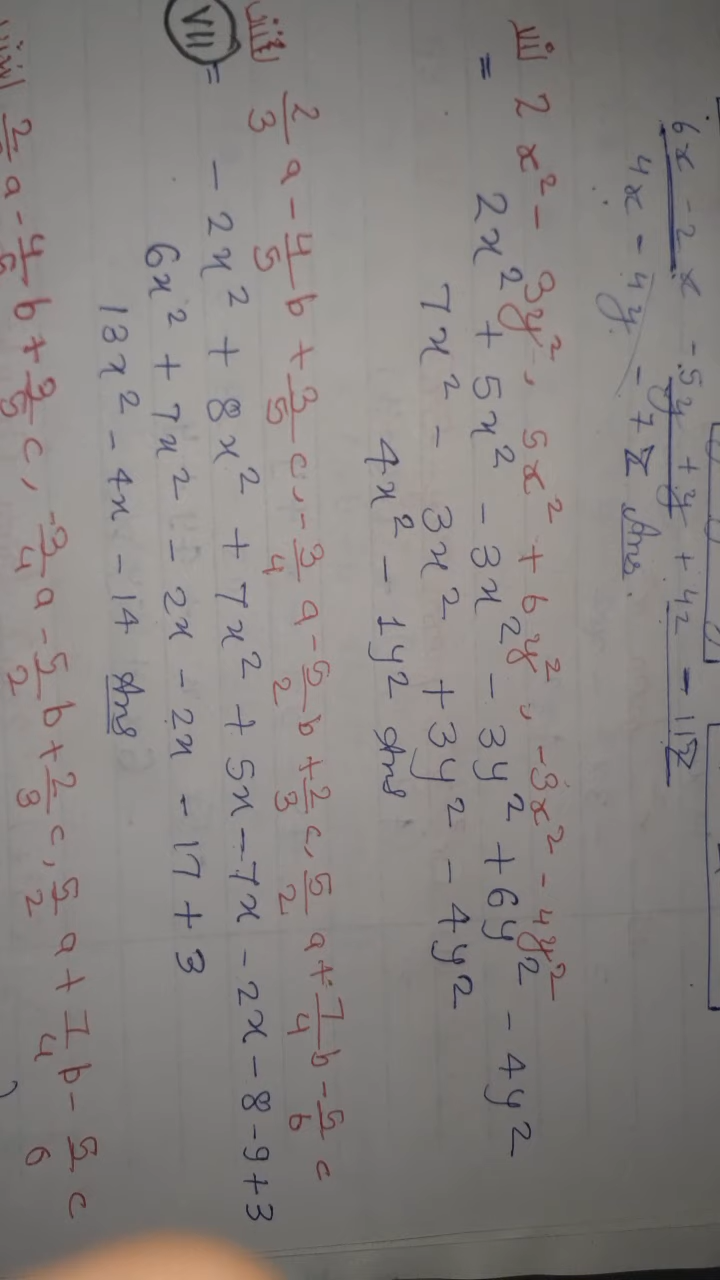 6x - 2x - 5y + y + 4z - 11z
4x - 4y - 7z Ans.
iii 2x² - 3y², 5x² + 6y², -3x² - 4y²
= 2x² + 5x² - 3x² - 3y² + 6y² - 4y²
7x² - 3x² + 3y² - 4y²
4x² - 1y² Ans
2/3 a - 4/5 b + 3/5 c, -3/4 a - 5/2 b + 2/3 c, 5/2 a + 7/4 b - 5/6 c
VII = - 2x² + 8x² + 7x² + 5x - 7x - 2x - 8 - 9 + 3
6x² + 7x² - 2x - 2x - 17 + 3
13x² - 4x - 14 Ans
2/ a - 4/5 b + 3/5 c, -3/4 a - 5/2 b + 2/3 c, 5/2 a + 7/4 b - 5/6 c